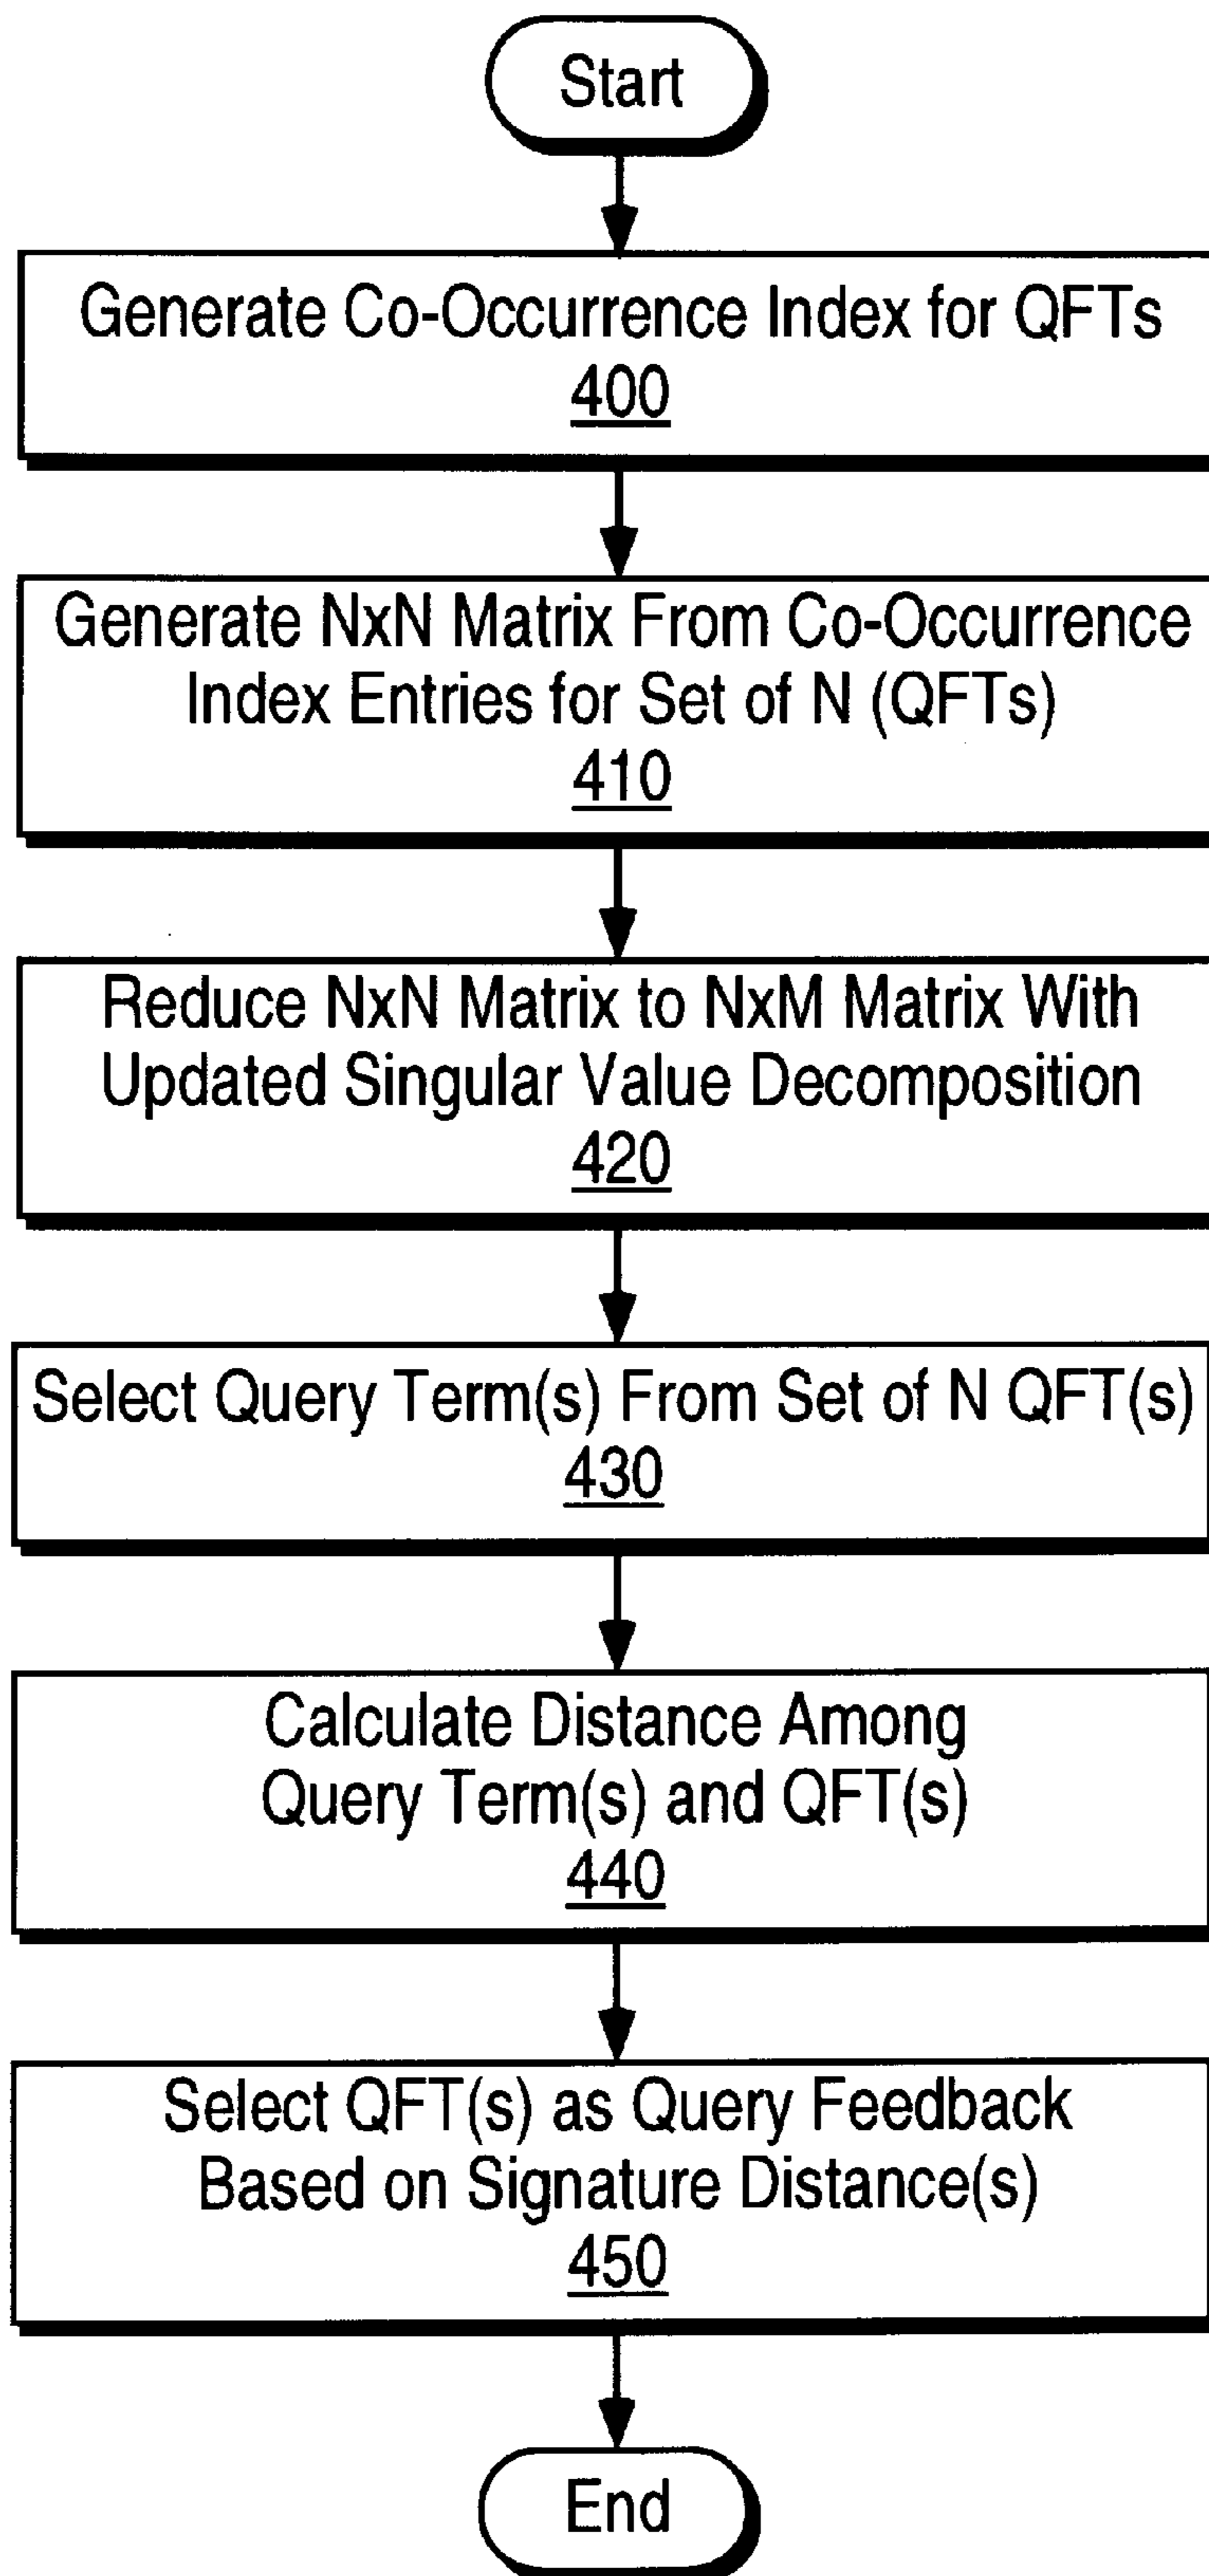 Start
Generate Co-Occurrence Index for QFTs
400
Generate NxN Matrix From Co-Occurrence
Index Entries for Set of N (QFTs)
410
Reduce NxN Matrix to NxM Matrix With
Updated Singular Value Decomposition
420
Select Query Term(s) From Set of N QFT(s)
430
Calculate Distance Among
Query Term(s) and QFT(s)
440
Select QFT(s) as Query Feedback
Based on Signature Distance(s)
450
End